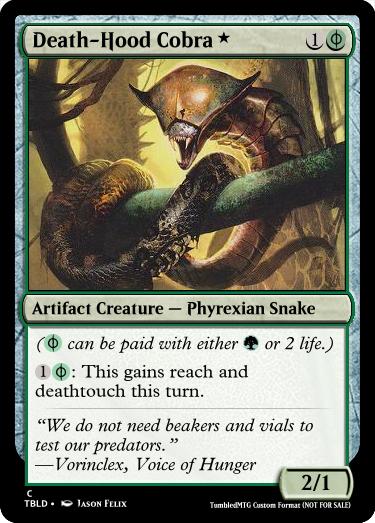 Death-Hood Cobra ★ 1
Artifact Creature — Phyrexian Snake
( can be paid with either or 2 life.)
1 : This gains reach and
deathtouch this turn.
“We do not need beakers and vials to
test our predators.”
—Vorinclex, Voice of Hunger
2/1
C
TBLD • Jason Felix
TumbledMTG Custom Format (NOT FOR SALE)